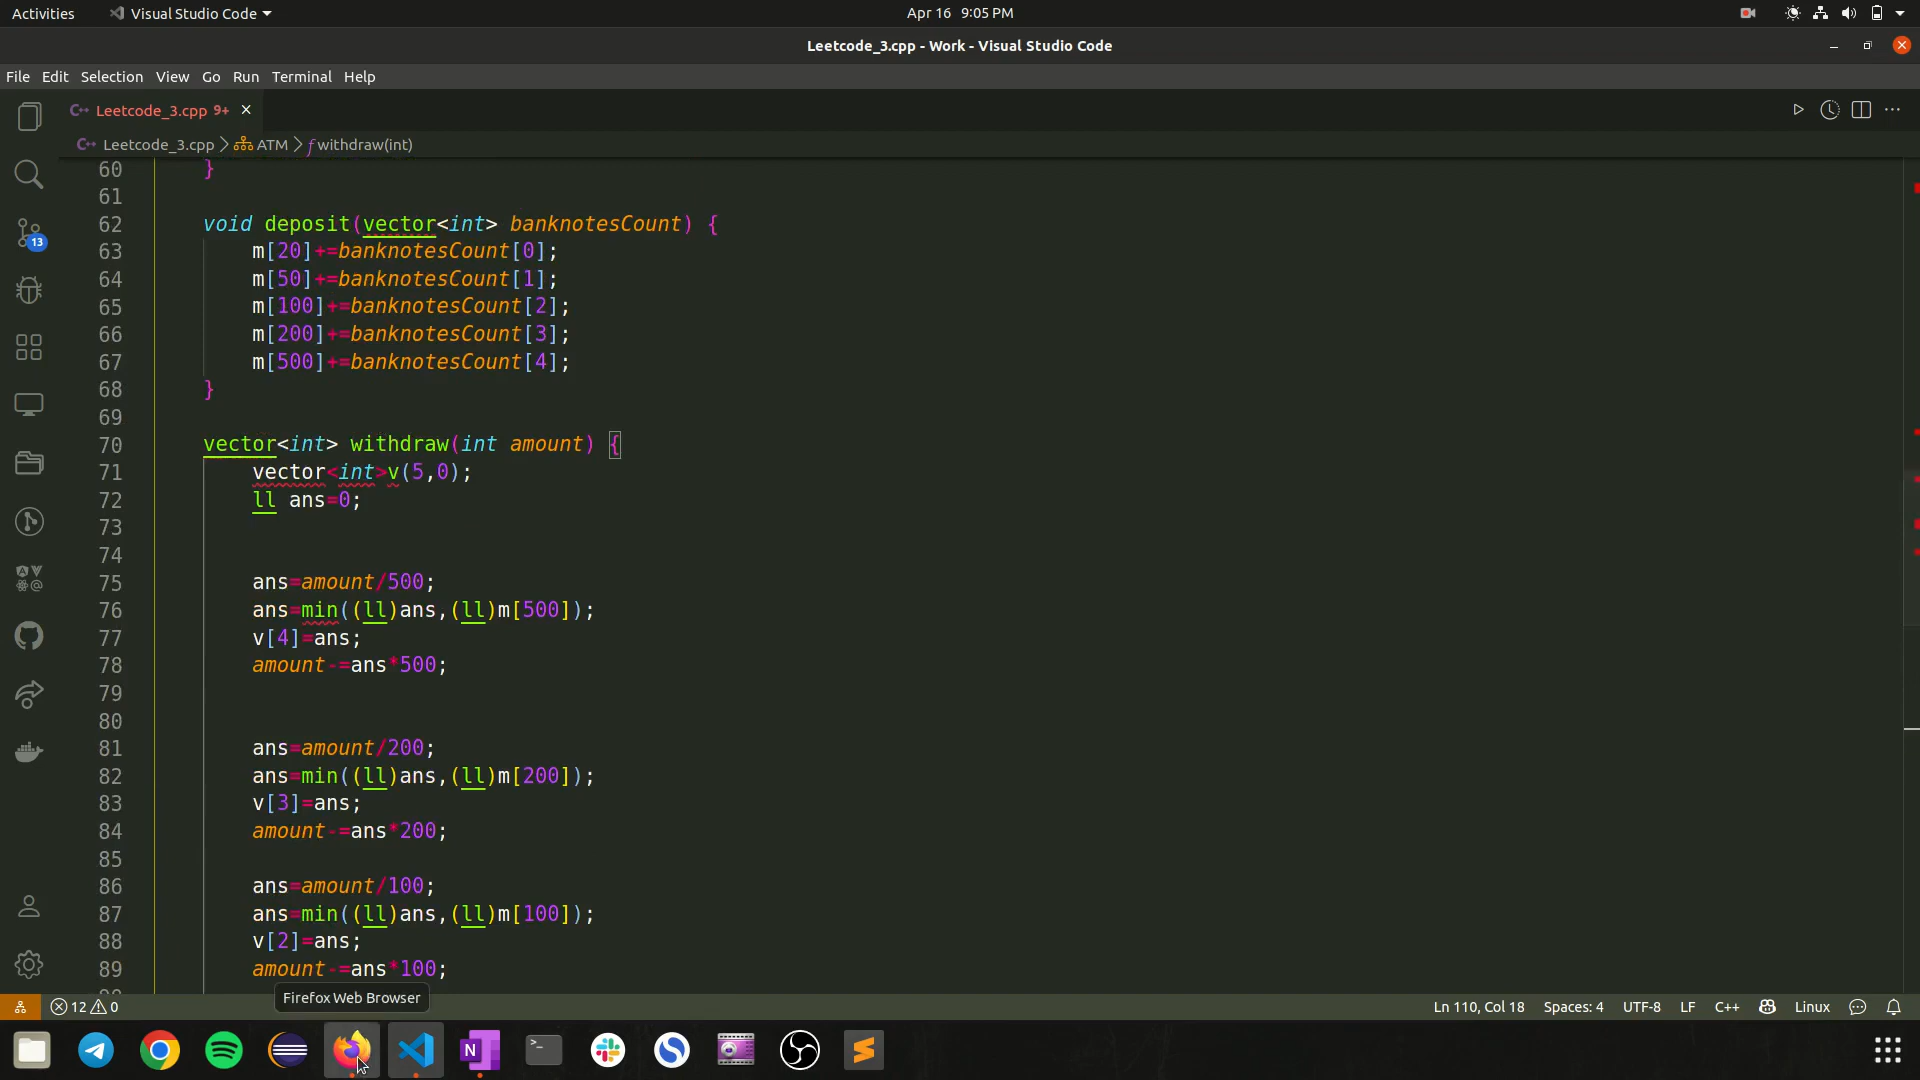 Activities Visual Studio Code Apr 16 9:05 PM
Leetcode_3.cpp - Work - Visual Studio Code
File Edit Selection View Go Run Terminal Help
C++ Leetcode_3.cpp 9+
C++ Leetcode_3.cpp > ATM > withdraw(int)
60 }
61
62 void deposit(vector<int> banknotesCount) {
63 m[20]+=banknotesCount[0];
64 m[50]+=banknotesCount[1];
65 m[100]+=banknotesCount[2];
66 m[200]+=banknotesCount[3];
67 m[500]+=banknotesCount[4];
68 }
69
70 vector<int> withdraw(int amount) {
71 vector<int>v(5,0);
72 ll ans=0;
73
74
75 ans=amount/500;
76 ans=min((ll)ans,(ll)m[500]);
77 v[4]=ans;
78 amount-=ans*500;
79
80
81 ans=amount/200;
82 ans=min((ll)ans,(ll)m[200]);
83 v[3]=ans;
84 amount-=ans*200;
85
86 ans=amount/100;
87 ans=min((ll)ans,(ll)m[100]);
88 v[2]=ans;
89 amount-=ans*100;
13
Firefox Web Browser
12 0 Ln 110, Col 18 Spaces: 4 UTF-8 LF C++ Linux